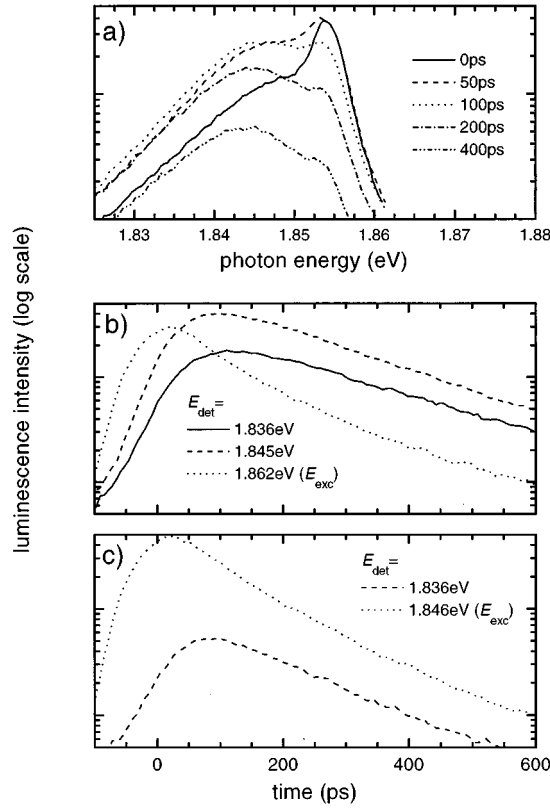 a)
0ps
50ps
100ps
200ps
400ps
1.83 1.84 1.85 1.86 1.87 1.88
photon energy (eV)
luminescence intensity (log scale)
b)
E_det=
1.836eV
1.845eV
1.862eV (E_exc)
c)
E_det=
1.836eV
1.846eV (E_exc)
0 200 400 600
time (ps)